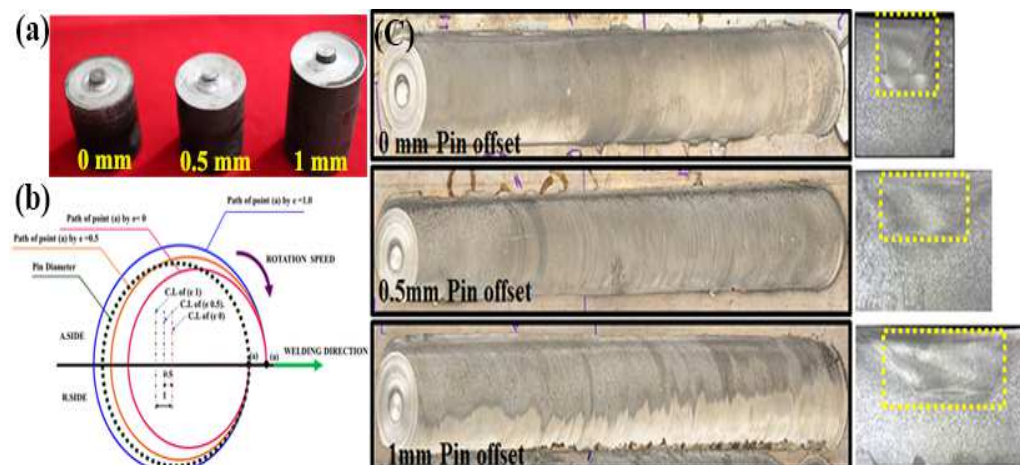 (a)
0 mm
0.5 mm
1 mm
(b)
Path of point (a) by e =1.0
Path of point (a) by e= 0
Path of point (a) by e =0.5
Pin Diameter
ROTATION SPEED
C.L of (e 1)
C.L of (e 0.5).
C.L of (e 0)
A.SIDE
(a)
(a)
WELDING DIRECTION
R.SIDE
0.5
1
(C)
0 mm Pin offset
0.5mm Pin offset
1mm Pin offset